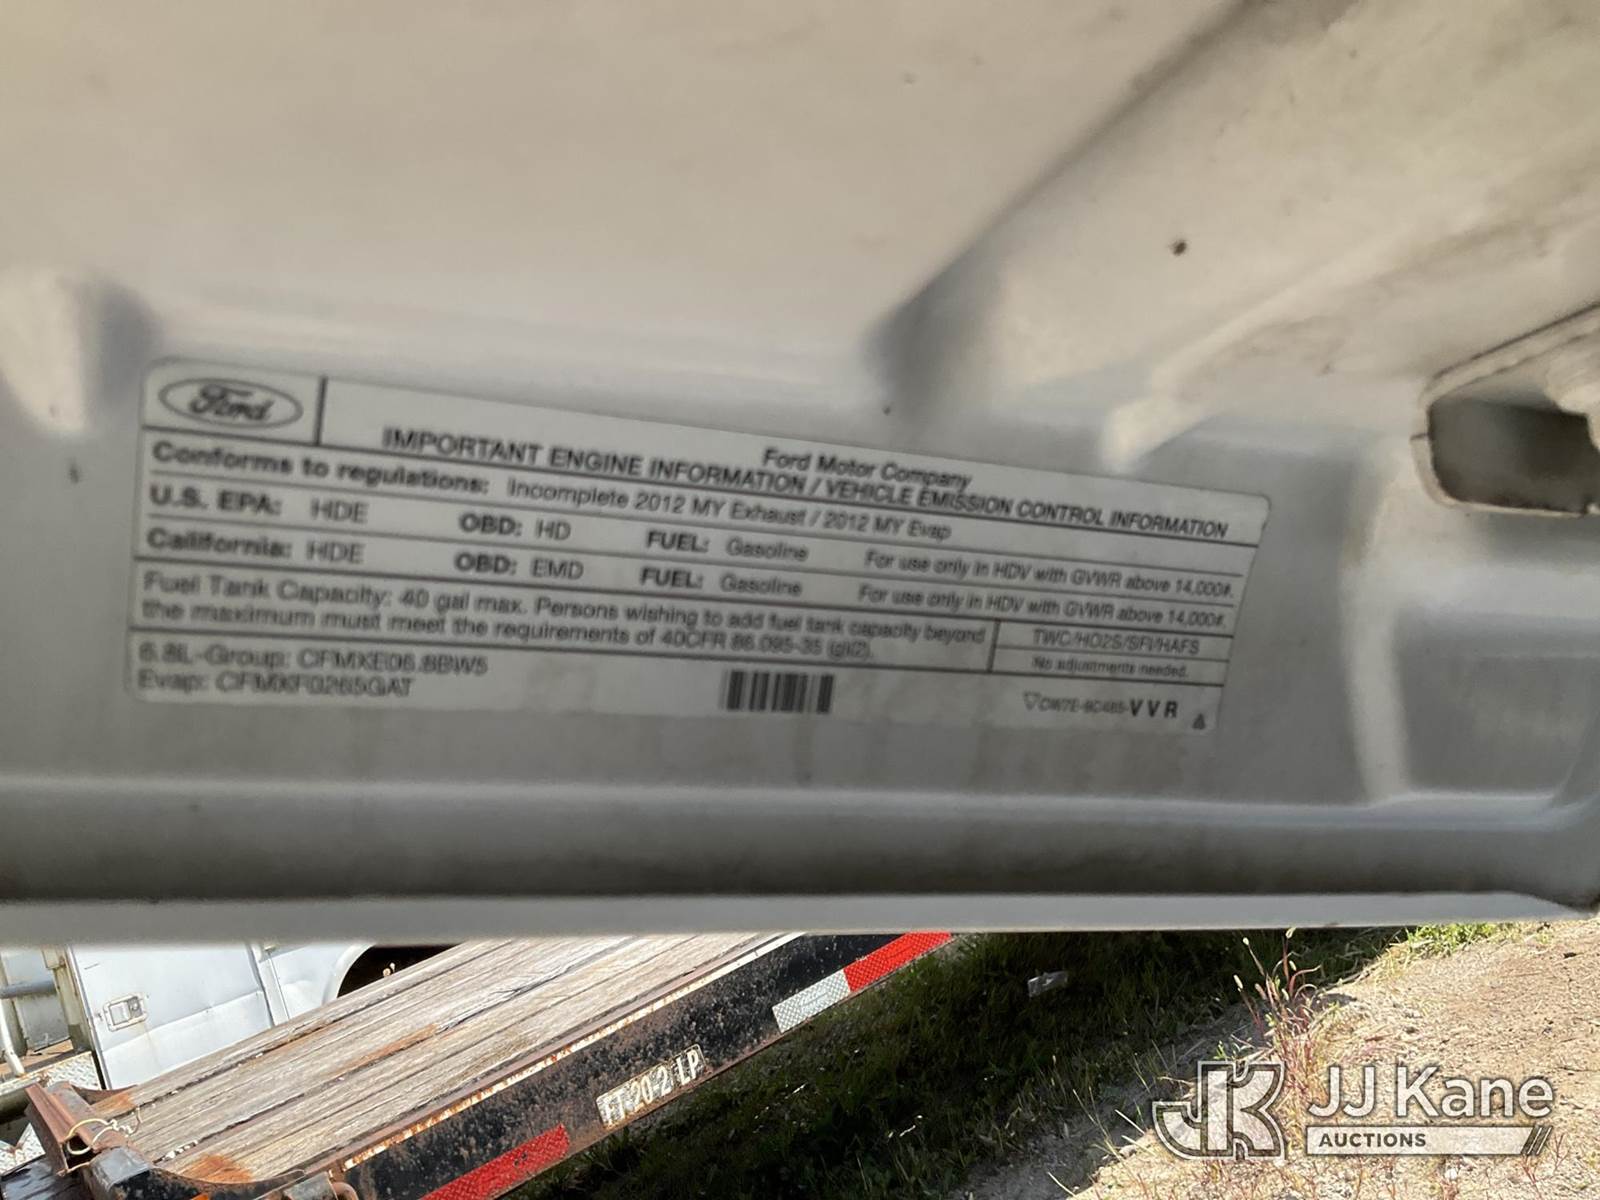 Ford
Ford Motor Company
IMPORTANT ENGINE INFORMATION / VEHICLE EMISSION CONTROL INFORMATION
Conforms to regulations: Incomplete 2012 MY Exhaust / 2012 MY Evap
U.S. EPA: HDE OBD: HD FUEL: Gasoline For use only in HDV with GVWR above 14,000#.
California: HDE OBD: EMD FUEL: Gasoline For use only in HDV with GVWR above 14,000#.
Fuel Tank Capacity: 40 gal max. Persons wishing to add fuel tank capacity beyond
the maximum must meet the requirements of 40CFR 86.095-35 (g)(2).
TWC/HO2S/SFI/HAFS
No adjustments needed.
6.8L-Group: CFMXE06.8BW5
Evap: CFMXF0265GAT
CW7E-9C485-VVR
FT-20-2 LP
JJ Kane
AUCTIONS